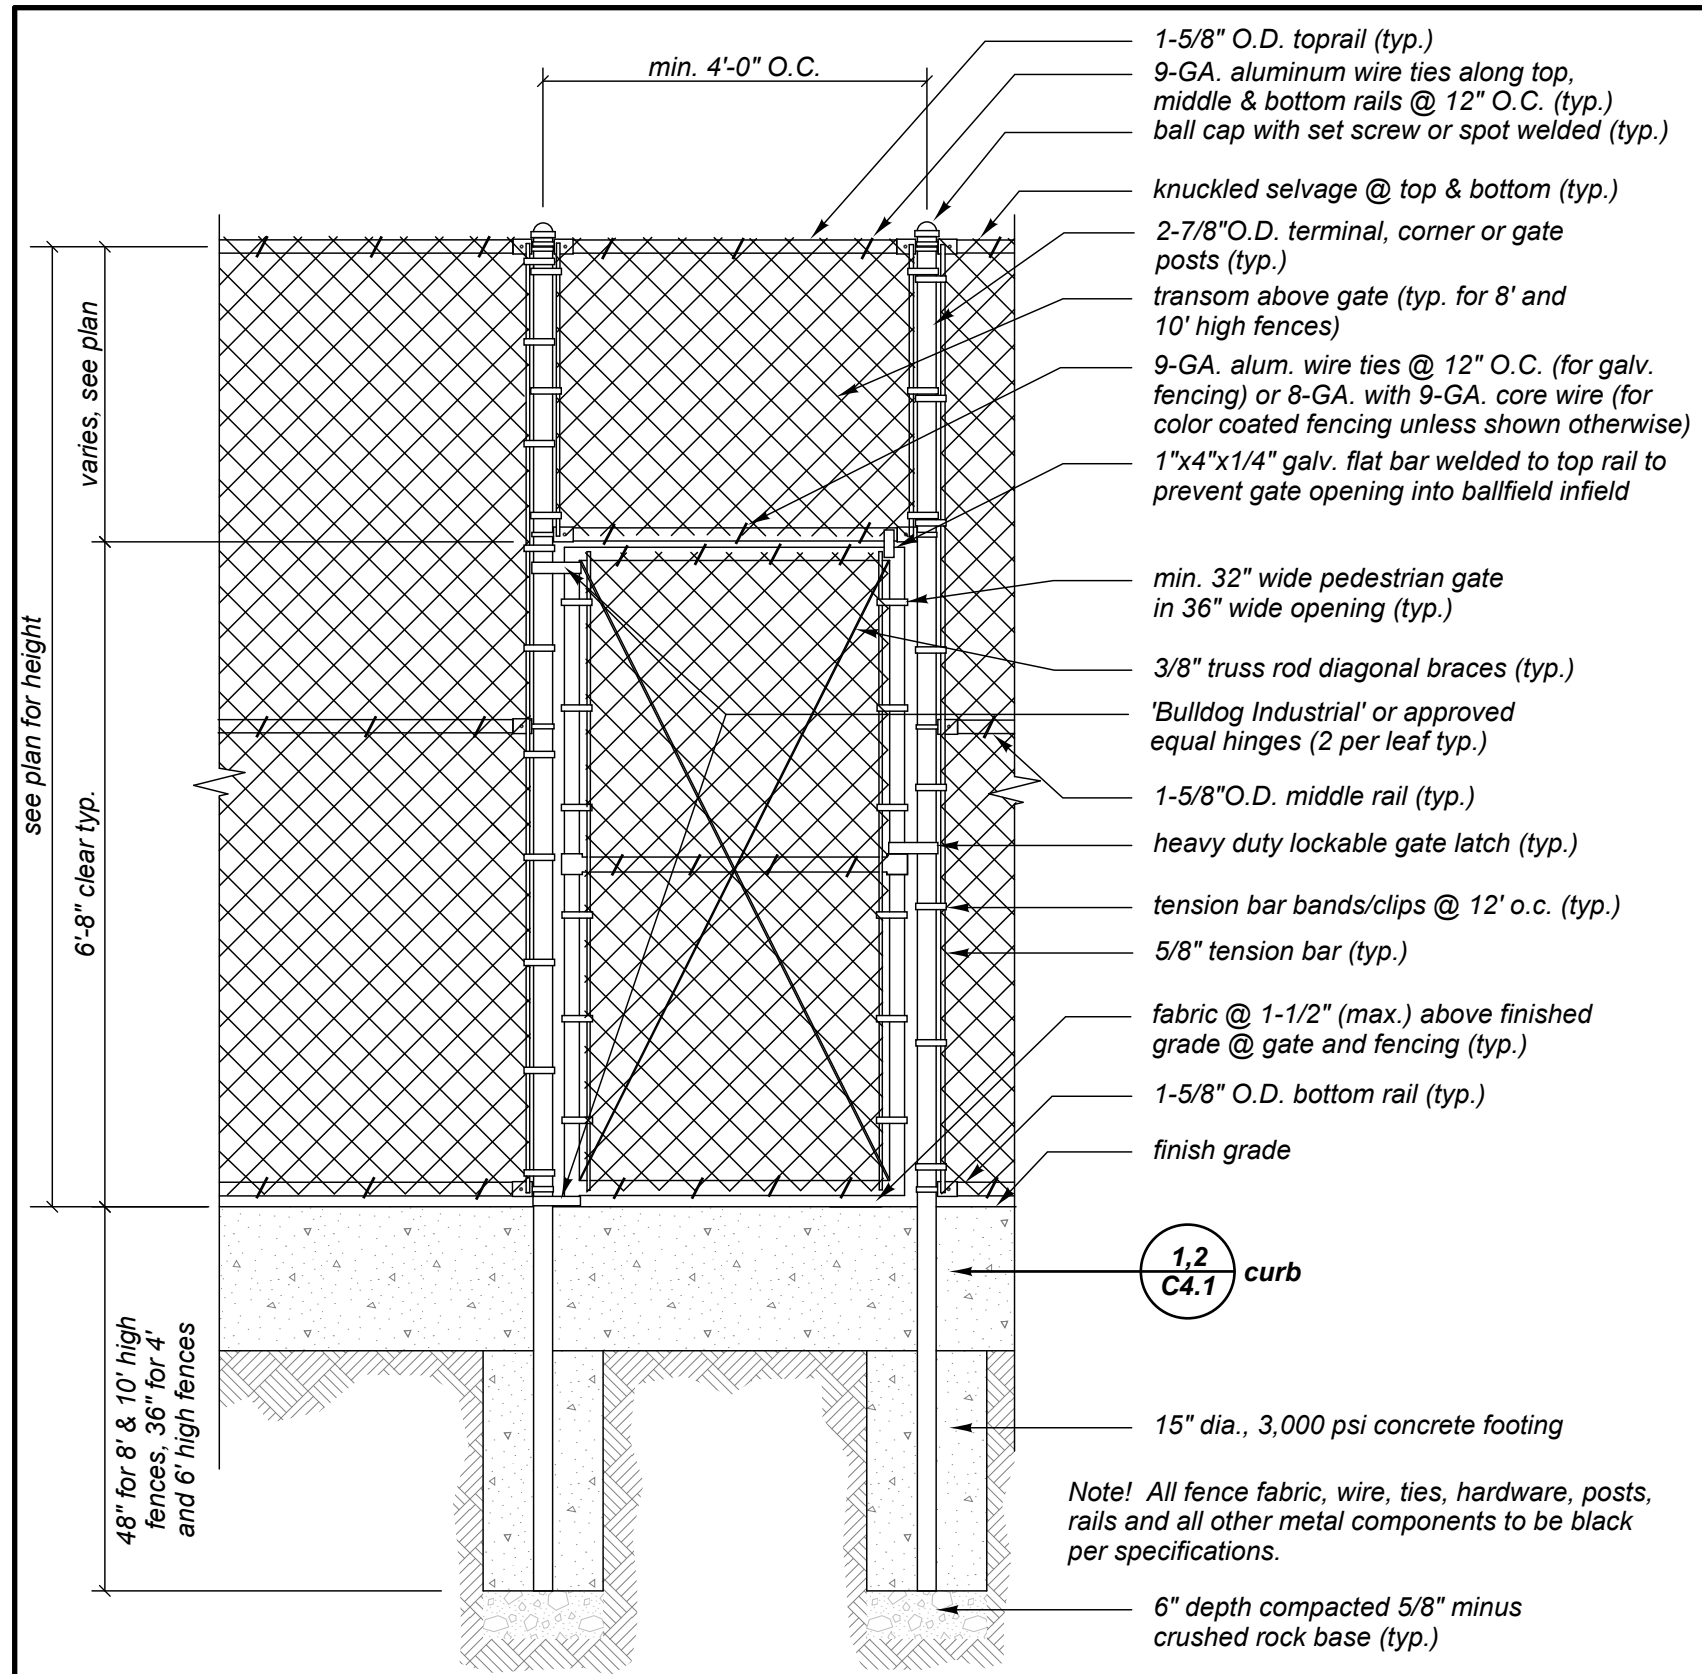 min. 4'-0" O.C.
1-5/8" O.D. toprail (typ.)
9-GA. aluminum wire ties along top,
middle & bottom rails @ 12" O.C. (typ.)
ball cap with set screw or spot welded (typ.)
knuckled selvage @ top & bottom (typ.)
2-7/8"O.D. terminal, corner or gate
posts (typ.)
transom above gate (typ. for 8' and
10' high fences)
9-GA. alum. wire ties @ 12" O.C. (for galv.
fencing) or 8-GA. with 9-GA. core wire (for
color coated fencing unless shown otherwise)
1"x4"x1/4" galv. flat bar welded to top rail to
prevent gate opening into ballfield infield
min. 32" wide pedestrian gate
in 36" wide opening (typ.)
3/8" truss rod diagonal braces (typ.)
'Bulldog Industrial' or approved
equal hinges (2 per leaf typ.)
1-5/8"O.D. middle rail (typ.)
heavy duty lockable gate latch (typ.)
tension bar bands/clips @ 12' o.c. (typ.)
5/8" tension bar (typ.)
fabric @ 1-1/2" (max.) above finished
grade @ gate and fencing (typ.)
1-5/8" O.D. bottom rail (typ.)
finish grade
1,2
C4.1
curb
15" dia., 3,000 psi concrete footing
Note! All fence fabric, wire, ties, hardware, posts,
rails and all other metal components to be black
per specifications.
6" depth compacted 5/8" minus
crushed rock base (typ.)
see plan for height
varies, see plan
6'-8" clear typ.
48" for 8' & 10' high
fences, 36" for 4'
and 6' high fences